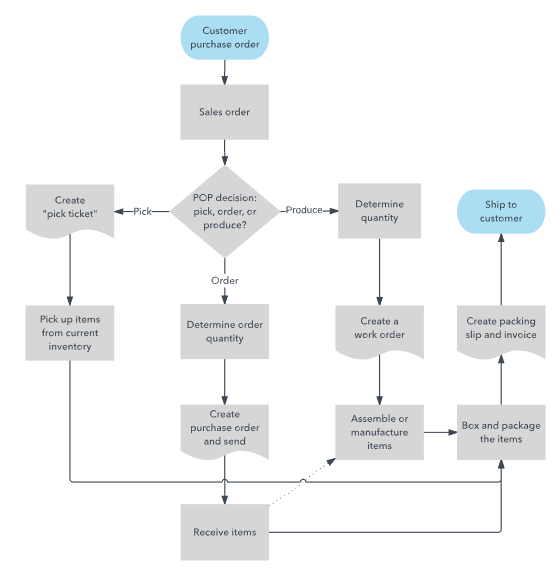 Customer
purchase order
Sales order
POP decision:
pick, order, or
produce?
Pick
Produce
Order
Create
"pick ticket"
Determine
quantity
Ship to
customer
Pick up items
from current
inventory
Determine order
quantity
Create a
work order
Create packing
slip and invoice
Create
purchase order
and send
Assemble or
manufacture
items
Box and package
the items
Receive items